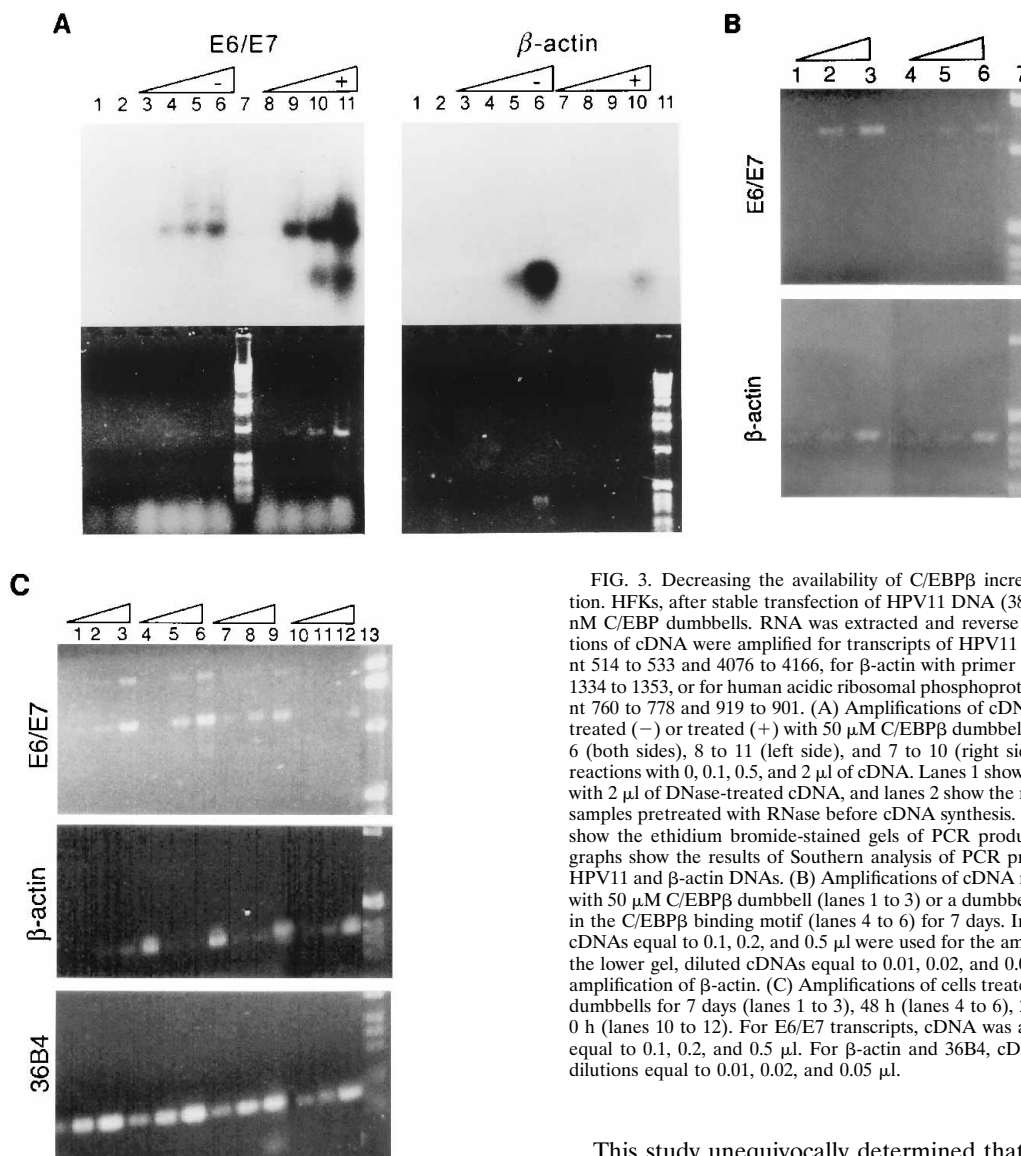 A
E6/E7
β-actin
- + - +
1 2 3 4 5 6 7 8 9 10 11
1 2 3 4 5 6 7 8 9 10 11
B
1 2 3 4 5 6 7
E6/E7
β-actin
C
1 2 3 4 5 6 7 8 9 10 11 12 13
E6/E7
β-actin
36B4
FIG. 3. Decreasing the availability of C/EBPβ incre
tion. HFKs, after stable transfection of HPV11 DNA (38
nM C/EBP dumbbells. RNA was extracted and reverse
tions of cDNA were amplified for transcripts of HPV11
nt 514 to 533 and 4076 to 4166, for β-actin with primer
1334 to 1353, or for human acidic ribosomal phosphoprot
nt 760 to 778 and 919 to 901. (A) Amplifications of cDN
treated (−) or treated (+) with 50 μM C/EBPβ dumbbel
6 (both sides), 8 to 11 (left side), and 7 to 10 (right sid
reactions with 0, 0.1, 0.5, and 2 μl of cDNA. Lanes 1 show
with 2 μl of DNase-treated cDNA, and lanes 2 show the
samples pretreated with RNase before cDNA synthesis.
show the ethidium bromide-stained gels of PCR produ
graphs show the results of Southern analysis of PCR pr
HPV11 and β-actin DNAs. (B) Amplifications of cDNA
with 50 μM C/EBPβ dumbbell (lanes 1 to 3) or a dumbbe
in the C/EBPβ binding motif (lanes 4 to 6) for 7 days. In
cDNAs equal to 0.1, 0.2, and 0.5 μl were used for the am
the lower gel, diluted cDNAs equal to 0.01, 0.02, and 0.0
amplification of β-actin. (C) Amplifications of cells treate
dumbbells for 7 days (lanes 1 to 3), 48 h (lanes 4 to 6), 2
0 h (lanes 10 to 12). For E6/E7 transcripts, cDNA was a
equal to 0.1, 0.2, and 0.5 μl. For β-actin and 36B4, cD
dilutions equal to 0.01, 0.02, and 0.05 μl.
This study unequivocally determined that